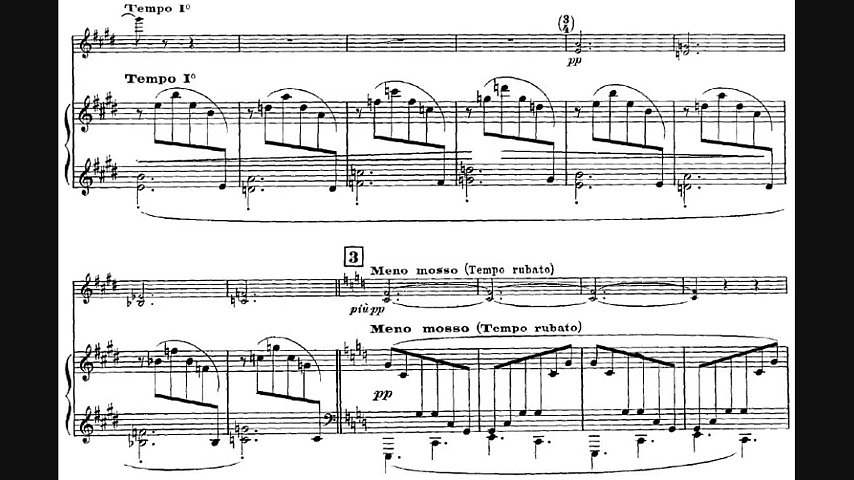 Tempo I°
(3/4)
pp
Tempo I°
3
Meno mosso (Tempo rubato)
più pp
Meno mosso (Tempo rubato)
pp